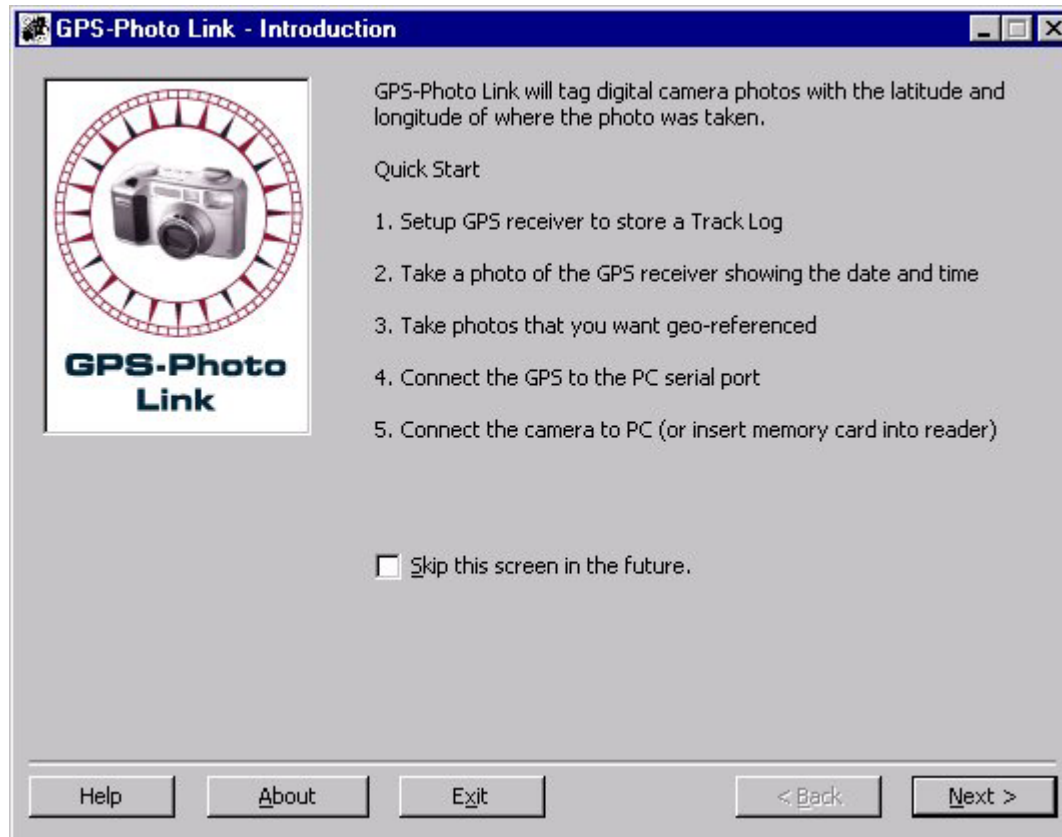 GPS-Photo Link - Introduction
GPS-Photo Link will tag digital camera photos with the latitude and
longitude of where the photo was taken.
Quick Start
1. Setup GPS receiver to store a Track Log
2. Take a photo of the GPS receiver showing the date and time
3. Take photos that you want geo-referenced
4. Connect the GPS to the PC serial port
5. Connect the camera to PC (or insert memory card into reader)
GPS-Photo
Link
Skip this screen in the future.
Help About Exit < Back Next >